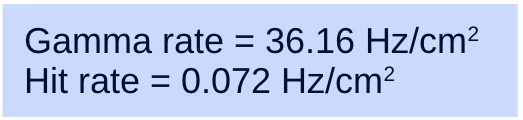 Gamma rate = 36.16 Hz/cm²
Hit rate = 0.072 Hz/cm²